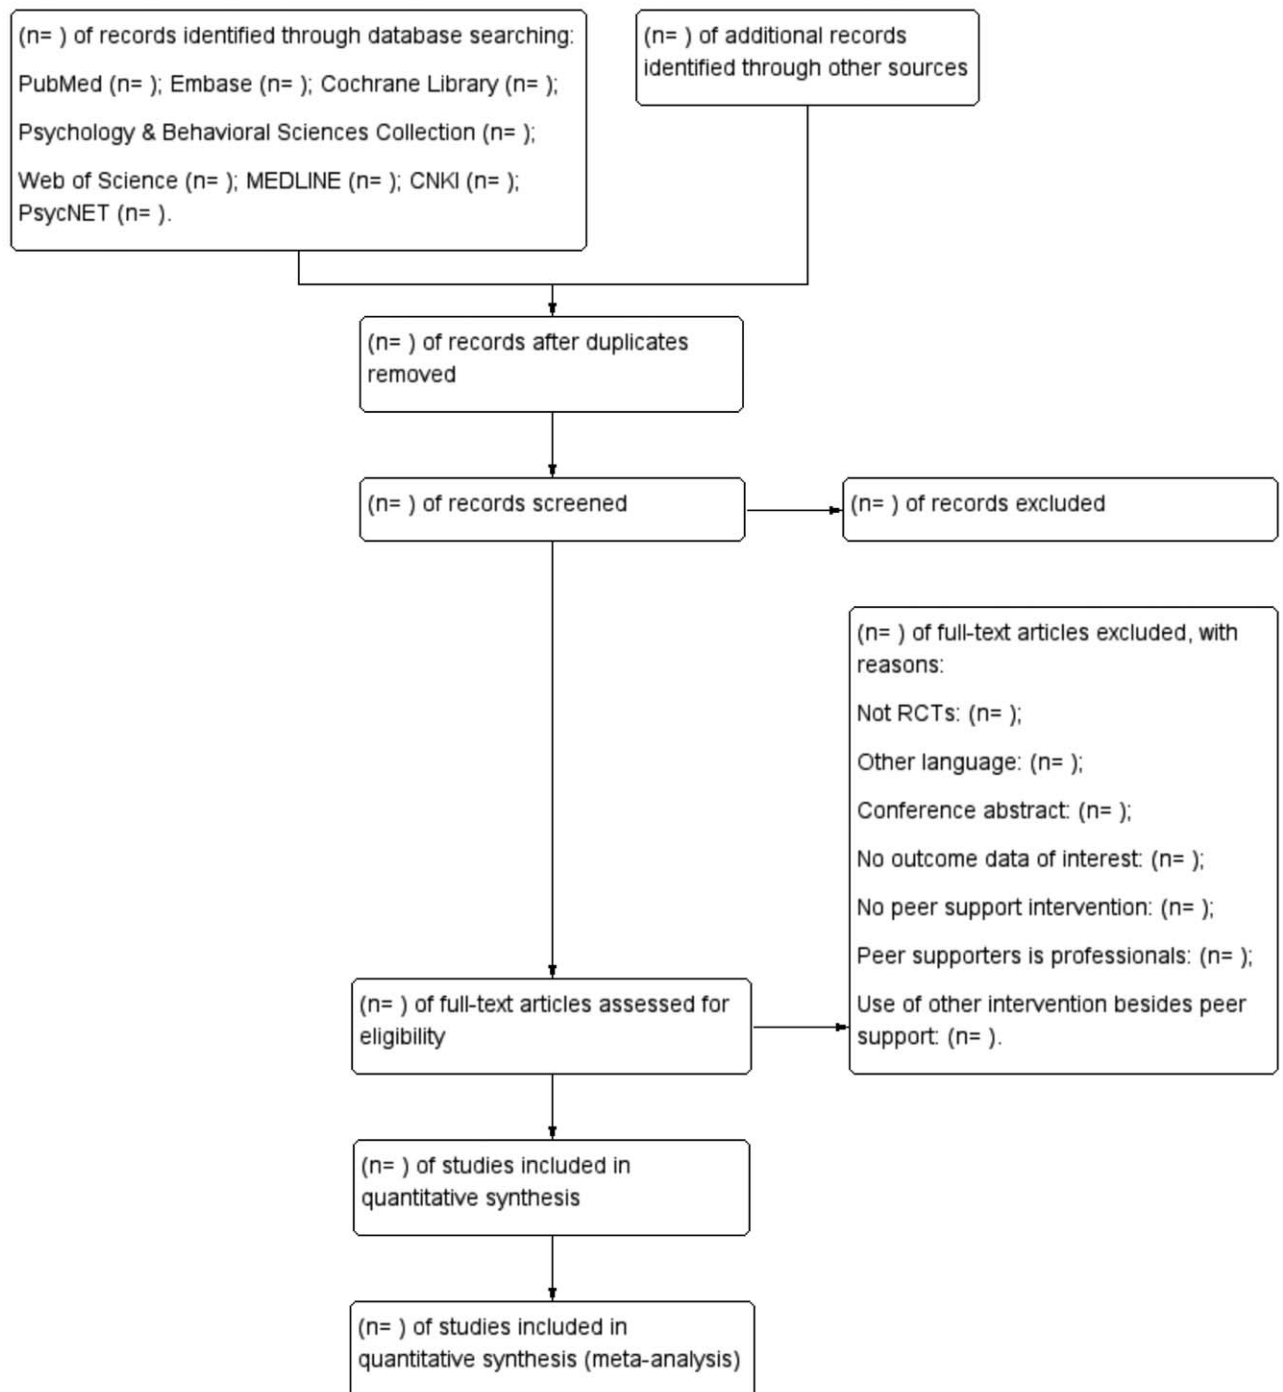 (n= ) of records identified through database searching:
PubMed (n= ); Embase (n= ); Cochrane Library (n= );
Psychology & Behavioral Sciences Collection (n= );
Web of Science (n= ); MEDLINE (n= ); CNKI (n= );
PsycNET (n= ).
(n= ) of additional records
identified through other sources
(n= ) of records after duplicates
removed
(n= ) of records screened
(n= ) of records excluded
(n= ) of full-text articles excluded, with
reasons:
Not RCTs: (n= );
Other language: (n= );
Conference abstract: (n= );
No outcome data of interest: (n= );
No peer support intervention: (n= );
Peer supporters is professionals: (n= );
Use of other intervention besides peer
support: (n= ).
(n= ) of full-text articles assessed for
eligibility
(n= ) of studies included in
quantitative synthesis
(n= ) of studies included in
quantitative synthesis (meta-analysis)